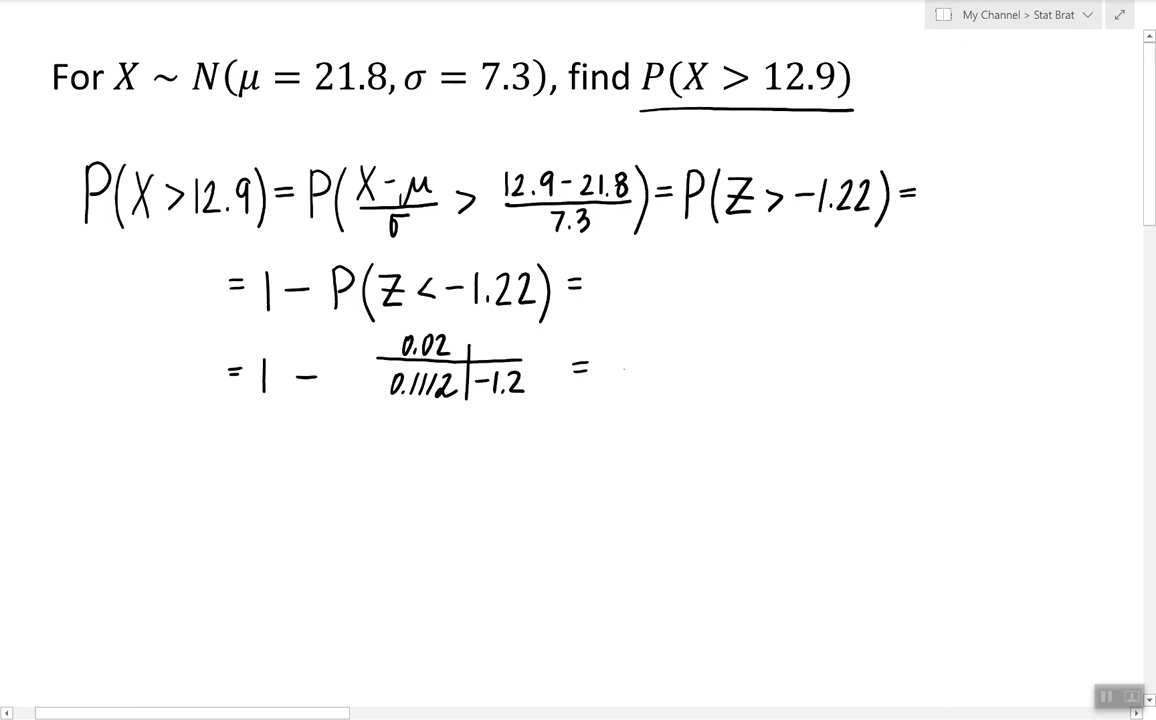 My Channel > Stat Brat
For X ~ N(μ = 21.8, σ = 7.3), find P(X > 12.9)
P(X > 12.9) = P((X - μ)/σ > (12.9 - 21.8)/7.3) = P(Z > -1.22) =
= 1 - P(Z < -1.22) =
0.02
= 1 - 0.1112 | -1.2 =